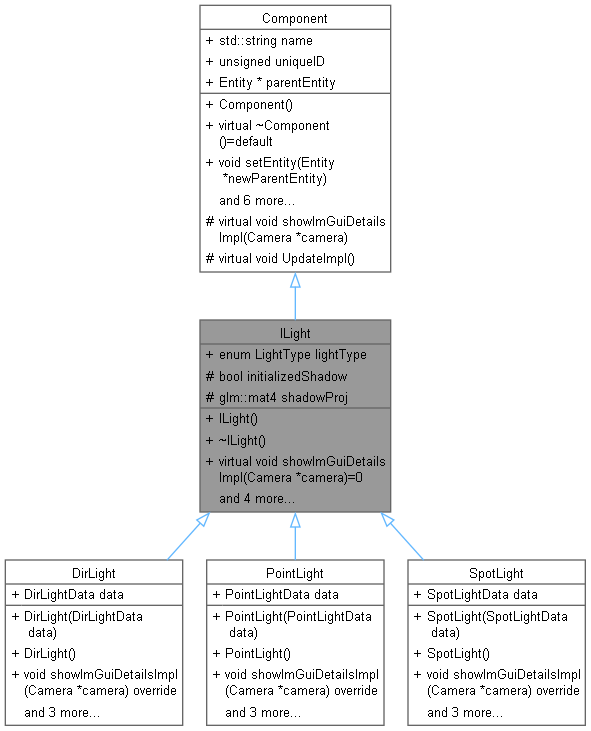 Component
+ std::string name
+ unsigned uniqueID
+ Entity * parentEntity
+ Component()
+ virtual ~Component
()=default
+ void setEntity(Entity
*newParentEntity)
and 6 more...
# virtual void showImGuiDetails
Impl(Camera *camera)
# virtual void UpdateImpl()
ILight
+ enum LightType lightType
# bool initializedShadow
# glm::mat4 shadowProj
+ ILight()
+ ~ILight()
+ virtual void showImGuiDetails
Impl(Camera *camera)=0
and 4 more...
DirLight
+ DirLightData data
+ DirLight(DirLightData
data)
+ DirLight()
+ void showImGuiDetailsImpl
(Camera *camera) override
and 3 more...
PointLight
+ PointLightData data
+ PointLight(PointLightData
data)
+ PointLight()
+ void showImGuiDetailsImpl
(Camera *camera) override
and 3 more...
SpotLight
+ SpotLightData data
+ SpotLight(SpotLightData
data)
+ SpotLight()
+ void showImGuiDetailsImpl
(Camera *camera) override
and 3 more...